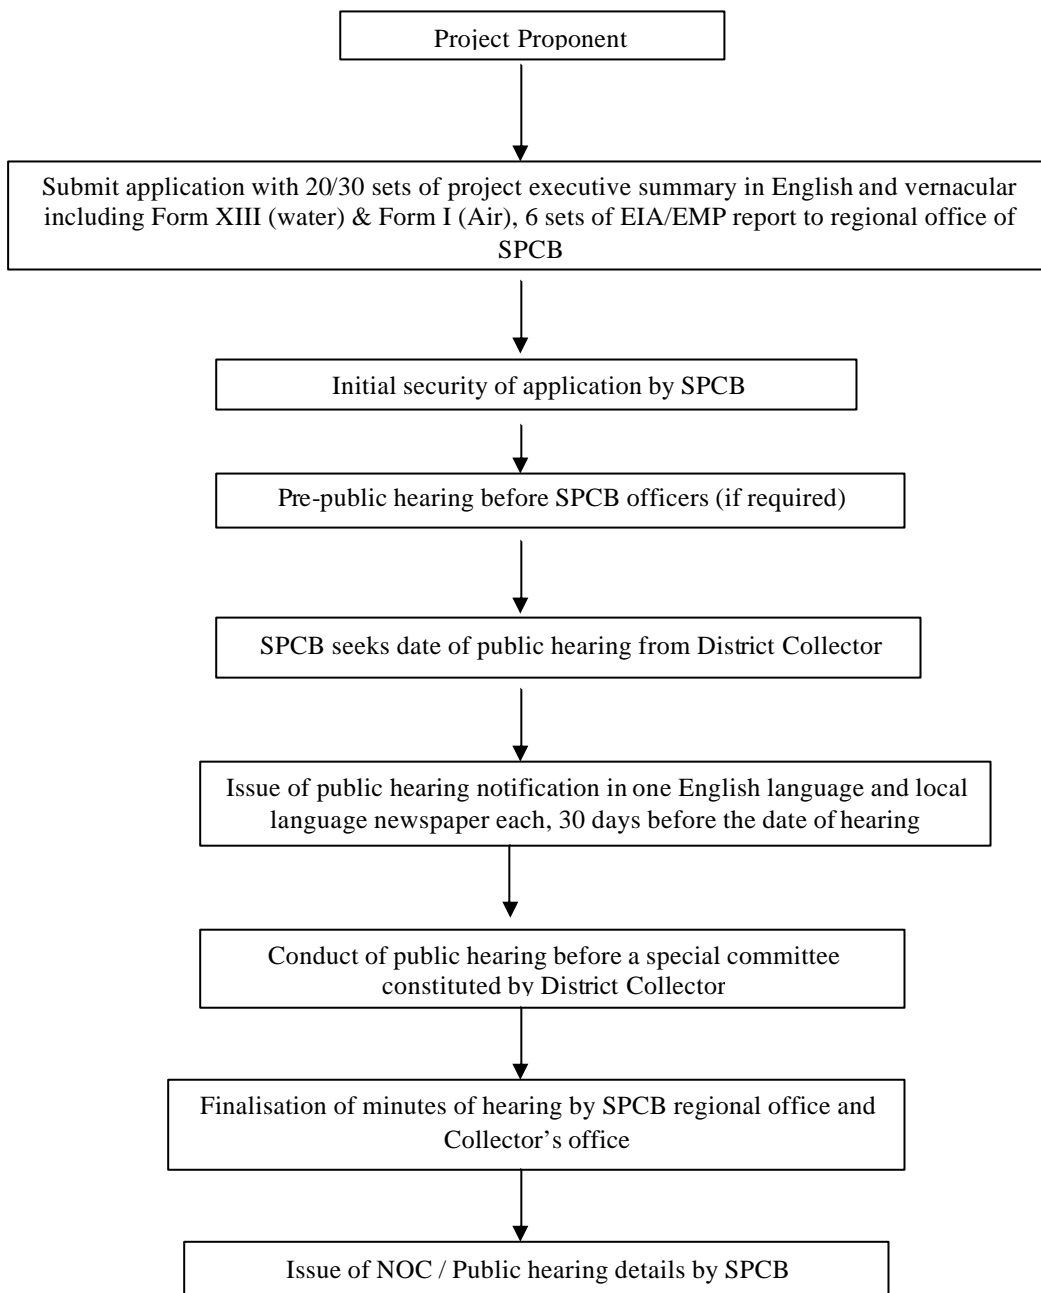 Project Proponent
Submit application with 20/30 sets of project executive summary in English and vernacular
including Form XIII (water) & Form I (Air), 6 sets of EIA/EMP report to regional office of
SPCB
Initial security of application by SPCB
Pre-public hearing before SPCB officers (if required)
SPCB seeks date of public hearing from District Collector
Issue of public hearing notification in one English language and local
language newspaper each, 30 days before the date of hearing
Conduct of public hearing before a special committee
constituted by District Collector
Finalisation of minutes of hearing by SPCB regional office and
Collector’s office
Issue of NOC / Public hearing details by SPCB